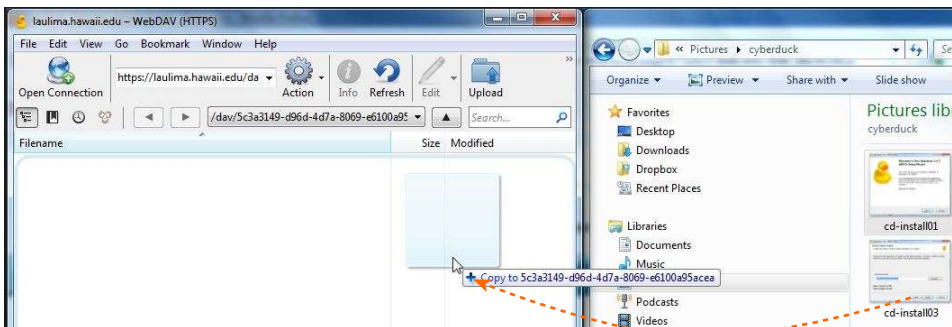 laulima.hawaii.edu – WebDAV (HTTPS)
File Edit View Go Bookmark Window Help
https://laulima.hawaii.edu/da
Open Connection Action Info Refresh Edit Upload
/dav/5c3a3149-d96d-4d7a-8069-e6100a95 Search...
Filename Size Modified
Copy to 5c3a3149-d96d-4d7a-8069-e6100a95acea
« Pictures cyberduck
Organize Preview Share with Slide show
Favorites
Desktop
Downloads
Dropbox
Recent Places
Libraries
Documents
Music
Podcasts
Videos
Pictures lib
cyberduck
cd-install01
cd-install03